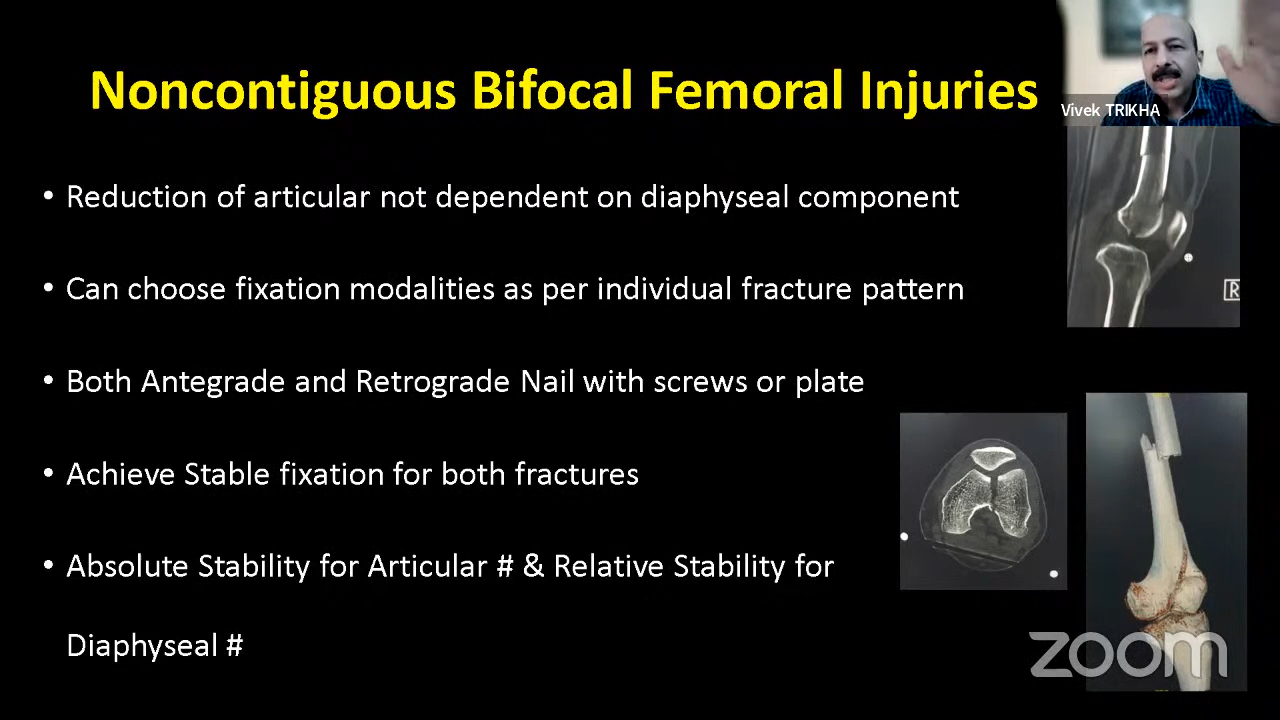 Noncontiguous Bifocal Femoral Injuries
Vivek TRIKHA
• Reduction of articular not dependent on diaphyseal component
• Can choose fixation modalities as per individual fracture pattern
R
• Both Antegrade and Retrograde Nail with screws or plate
• Achieve Stable fixation for both fractures
• Absolute Stability for Articular # & Relative Stability for
Diaphyseal #
zoom